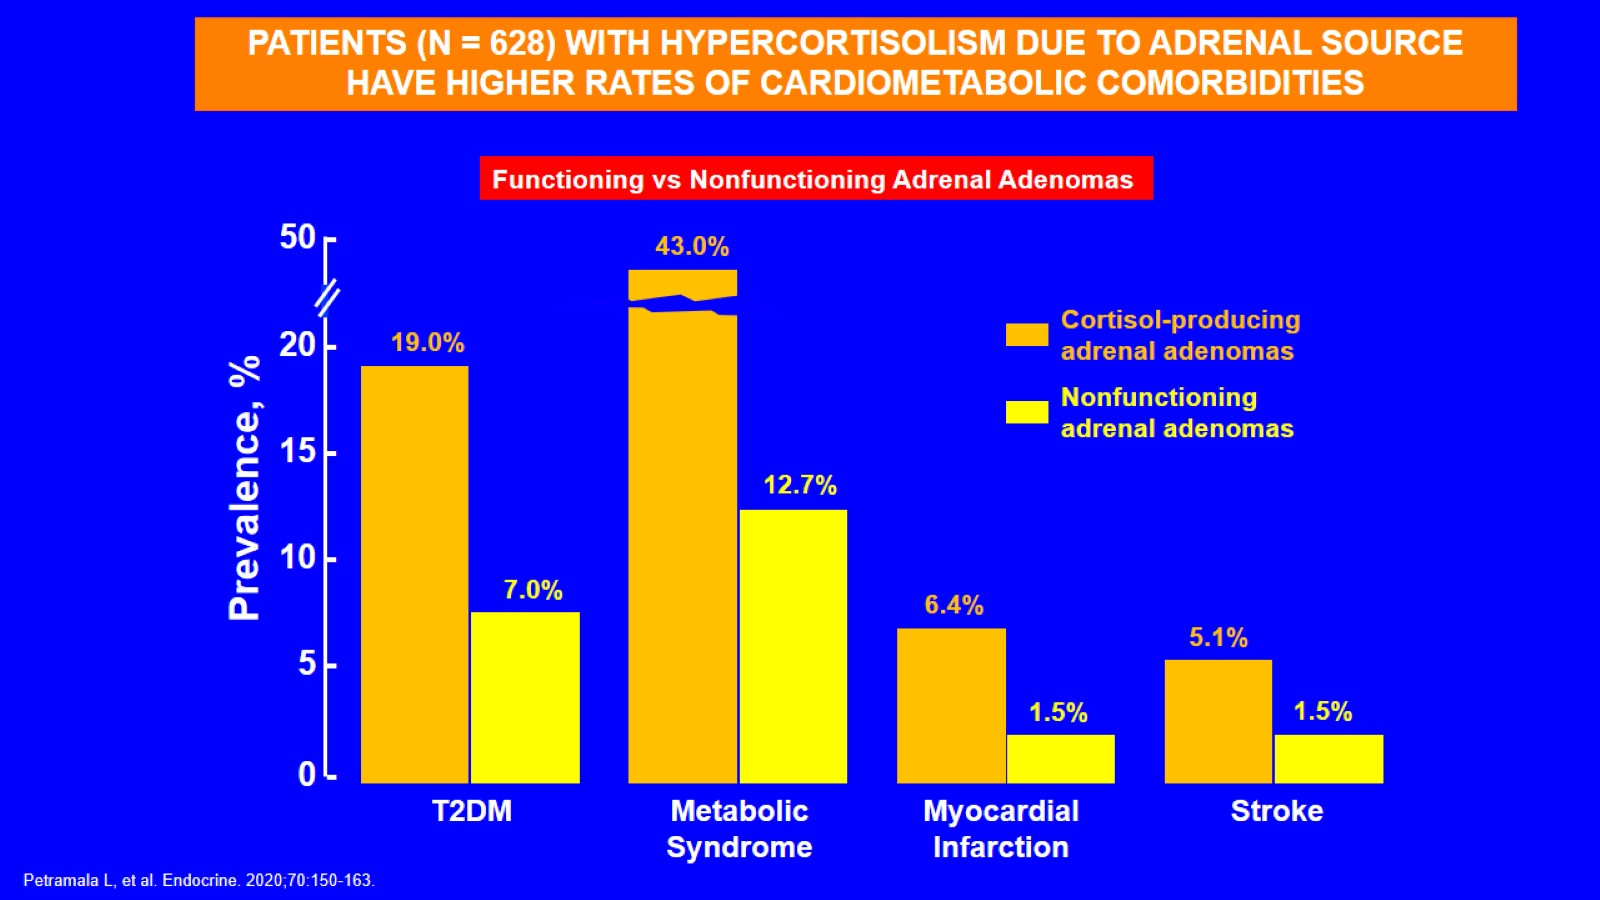 PATIENTS (N = 628) WITH HYPERCORTISOLISM DUE TO ADRENAL SOURCE
HAVE HIGHER RATES OF CARDIOMETABOLIC COMORBIDITIES
Functioning vs Nonfunctioning Adrenal Adenomas
Prevalence, %
50
20
15
10
5
0
19.0%
7.0%
43.0%
12.7%
6.4%
1.5%
5.1%
1.5%
Cortisol-producing
adrenal adenomas
Nonfunctioning
adrenal adenomas
T2DM
Metabolic
Syndrome
Myocardial
Infarction
Stroke
Petramala L, et al. Endocrine. 2020;70:150-163.